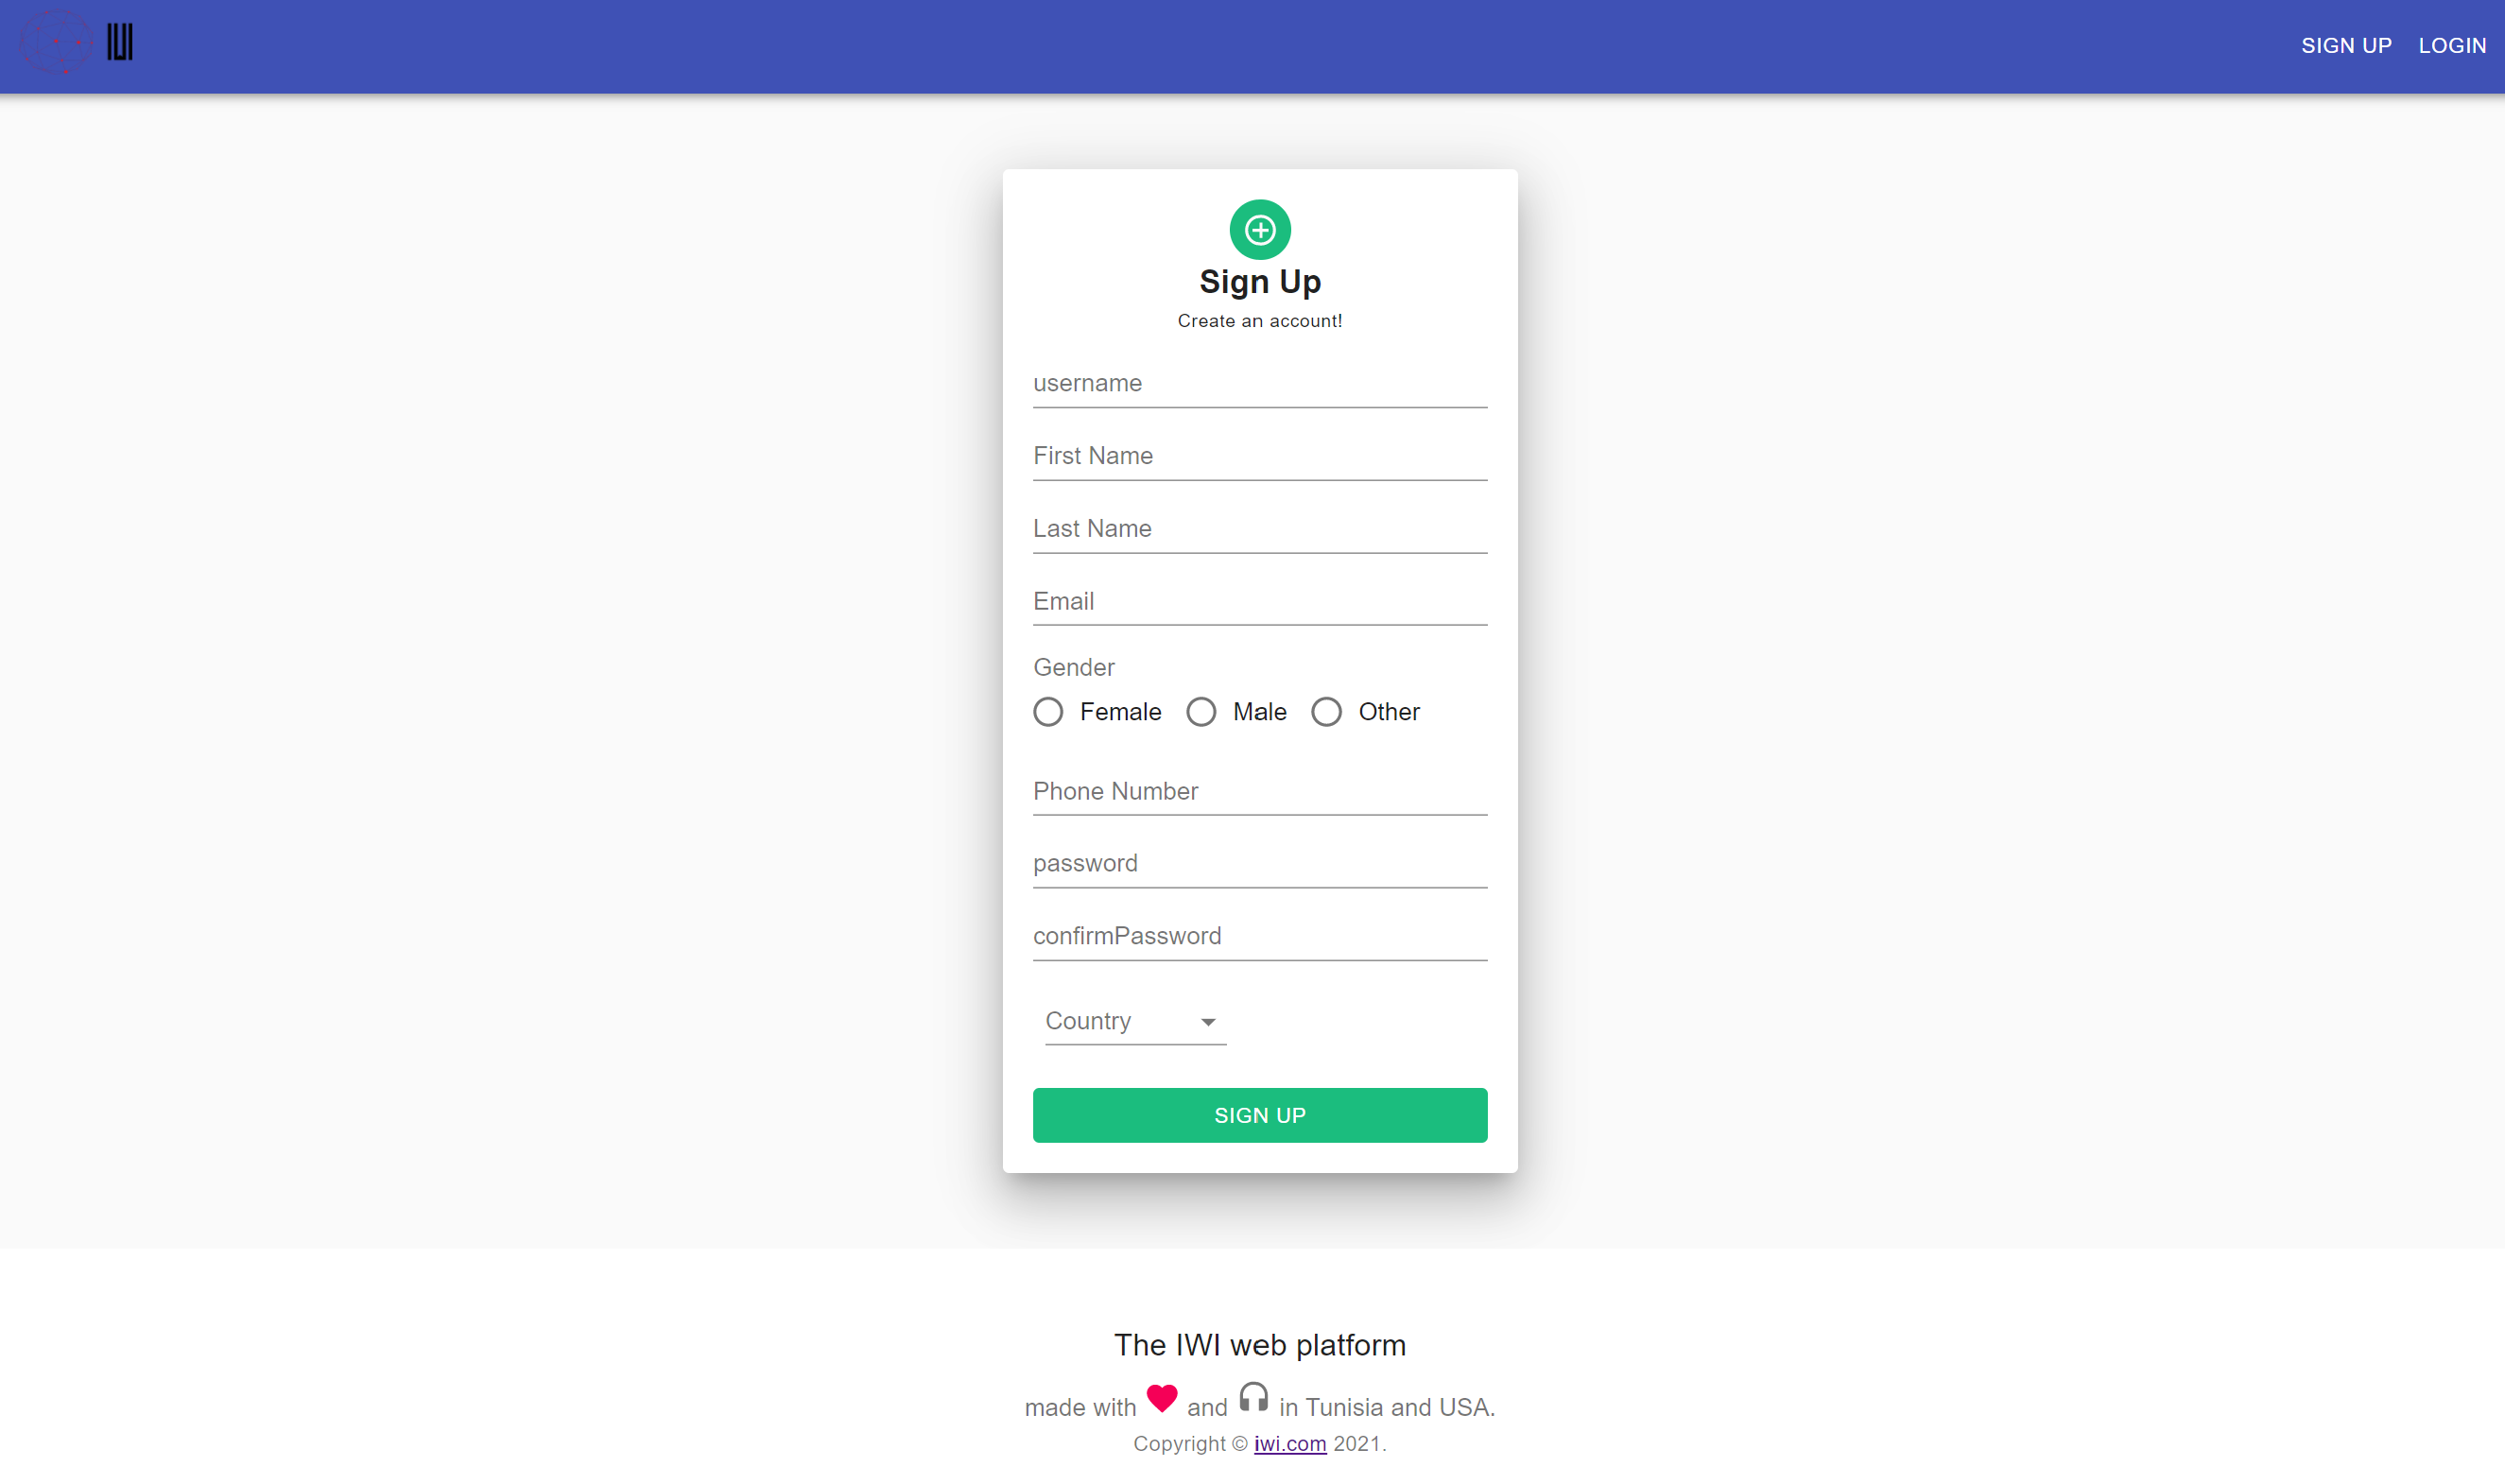 IWI
SIGN UP LOGIN
Sign Up
Create an account!
username
First Name
Last Name
Email
Gender
Female Male Other
Phone Number
password
confirmPassword
Country
SIGN UP
The IWI web platform
made with and in Tunisia and USA.
Copyright © iwi.com 2021.